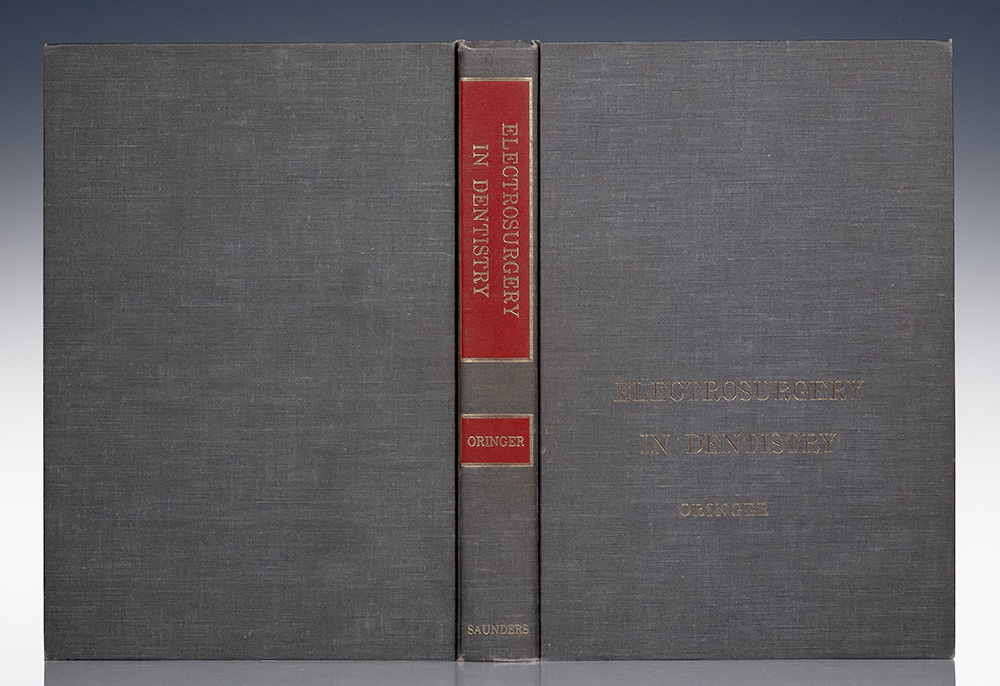 ELECTROSURGERY
IN DENTISTRY
ORINGER
SAUNDERS
ELECTROSURGERY
IN DENTISTRY
ORINGER